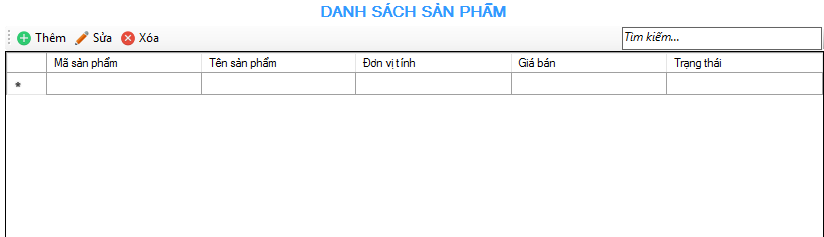 DANH SÁCH SẢN PHẨM
Thêm Sửa Xóa Tìm kiếm...
Mã sản phẩm Tên sản phẩm Đơn vị tính Giá bán Trạng thái
*